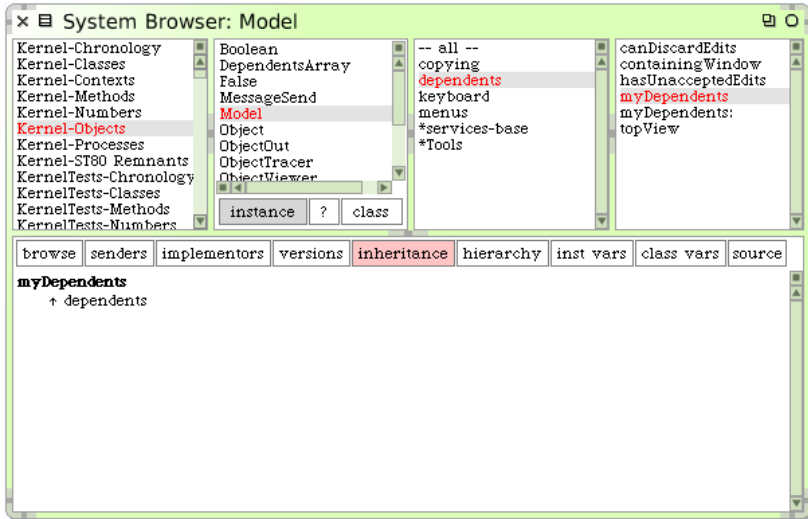 System Browser: Model
Kernel-Chronology
Kernel-Classes
Kernel-Contexts
Kernel-Methods
Kernel-Numbers
Kernel-Objects
Kernel-Processes
Kernel-ST80 Remnants
KernelTests-Chronology
KernelTests-Classes
KernelTests-Methods
KernelTests-Numbers
Boolean
DependentsArray
False
MessageSend
Model
Object
ObjectOut
ObjectTracer
ObjectViewer
instance ? class
-- all --
copying
dependents
keyboard
menus
*services-base
*Tools
canDiscardEdits
containingWindow
hasUnacceptedEdits
myDependents
myDependents:
topView
browse senders implementors versions inheritance hierarchy inst vars class vars source
myDependents
↑ dependents